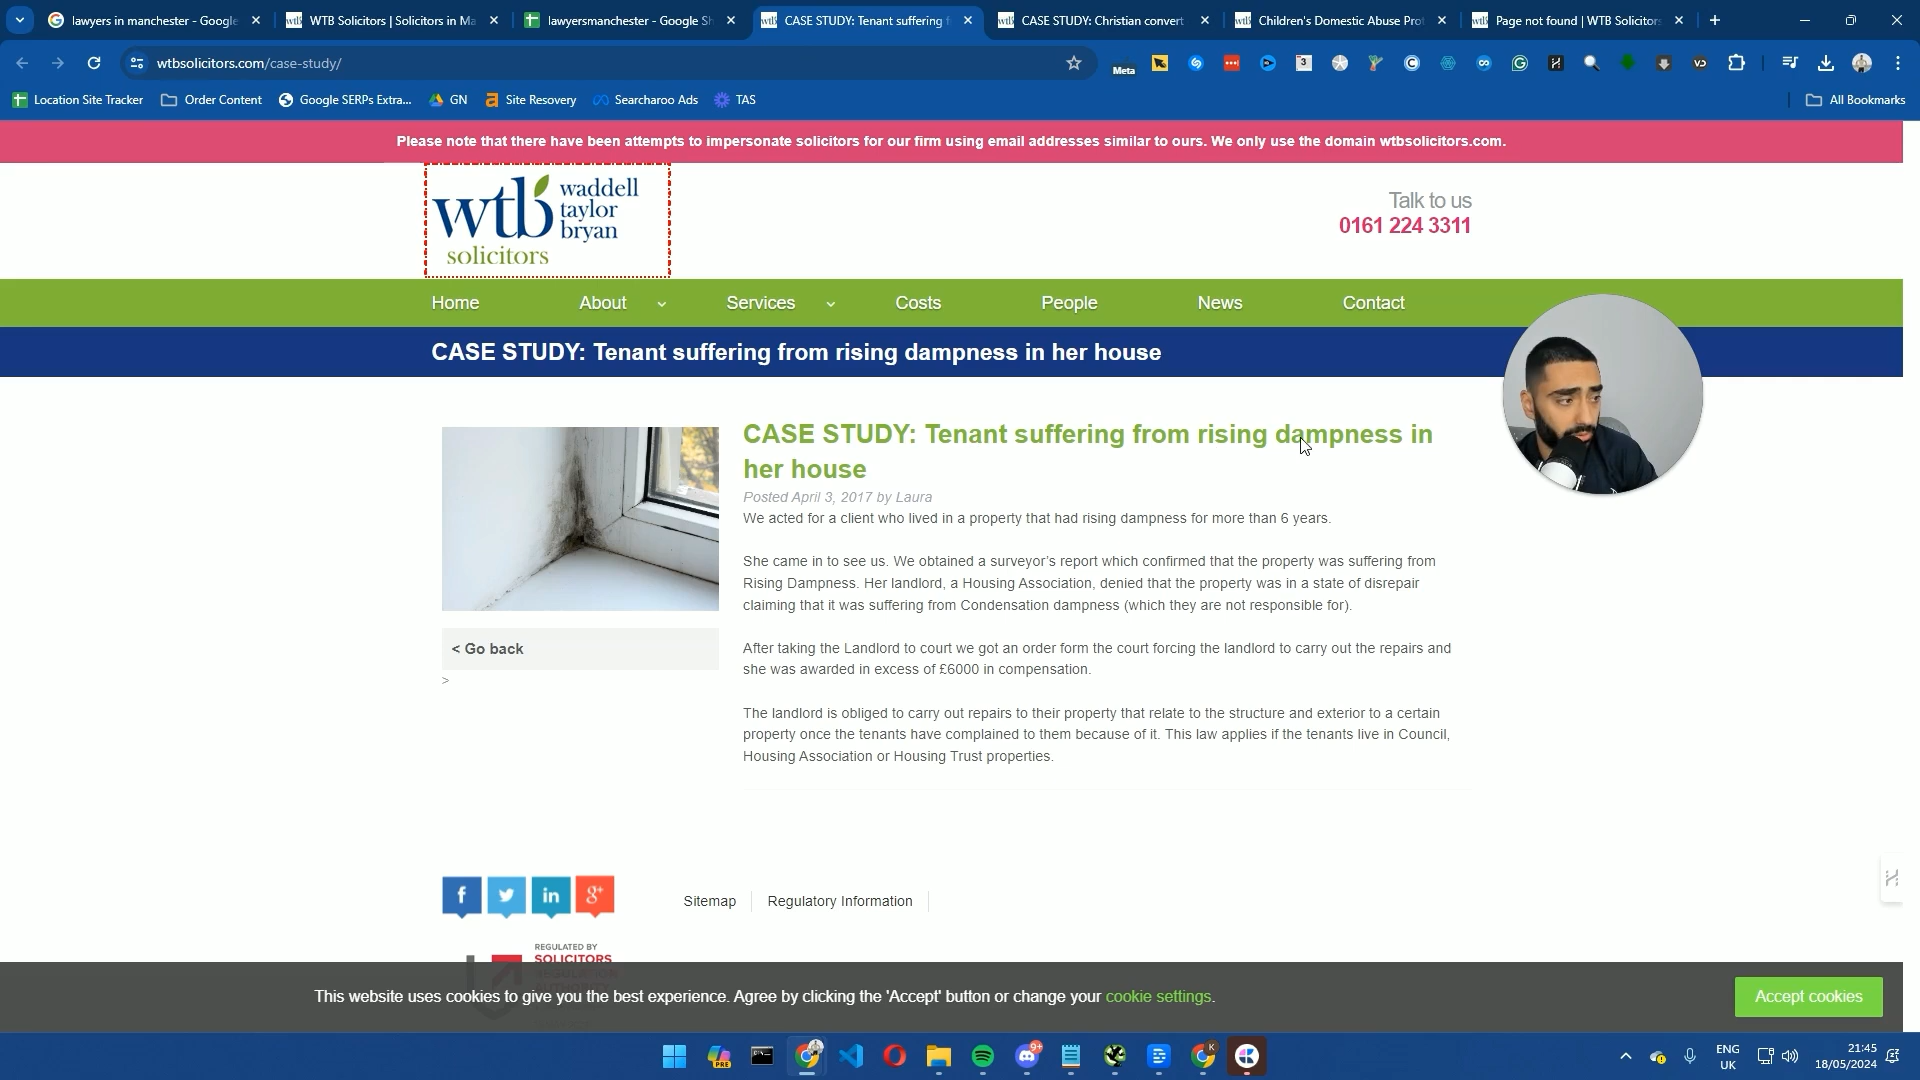 lawyers in manchester - Google
WTB Solicitors | Solicitors in Ma
lawyersmanchester - Google Sh
CASE STUDY: Tenant suffering f
CASE STUDY: Christian convert
Children's Domestic Abuse Pro
Page not found | WTB Solicitors
wtbsolicitors.com/case-study/
Meta
Location Site Tracker
Order Content
Google SERPs Extra...
GN
Site Recovery
Searcharoo Ads
TAS
All Bookmarks
Please note that there have been attempts to impersonate solicitors for our firm using email addresses similar to ours. We only use the domain wtbsolicitors.com.
wtb waddell
taylor
bryan
solicitors
Talk to us
0161 224 3311
Home
About
Services
Costs
People
News
Contact
CASE STUDY: Tenant suffering from rising dampness in her house
CASE STUDY: Tenant suffering from rising dampness in
her house
Posted April 3, 2017 by Laura
We acted for a client who lived in a property that had rising dampness for more than 6 years.
She came in to see us. We obtained a surveyor's report which confirmed that the property was suffering from
Rising Dampness. Her landlord, a Housing Association, denied that the property was in a state of disrepair
claiming that it was suffering from Condensation dampness (which they are not responsible for).
After taking the Landlord to court we got an order form the court forcing the landlord to carry out the repairs and
she was awarded in excess of £6000 in compensation.
The landlord is obliged to carry out repairs to their property that relate to the structure and exterior to a certain
property once the tenants have complained to them because of it. This law applies if the tenants live in Council,
Housing Association or Housing Trust properties.
< Go back
>
Sitemap
Regulatory Information
REGULATED BY
SOLICITORS
REGULATION
This website uses cookies to give you the best experience. Agree by clicking the 'Accept' button or change your cookie settings.
Accept cookies
ENG
UK
21:45
18/05/2024